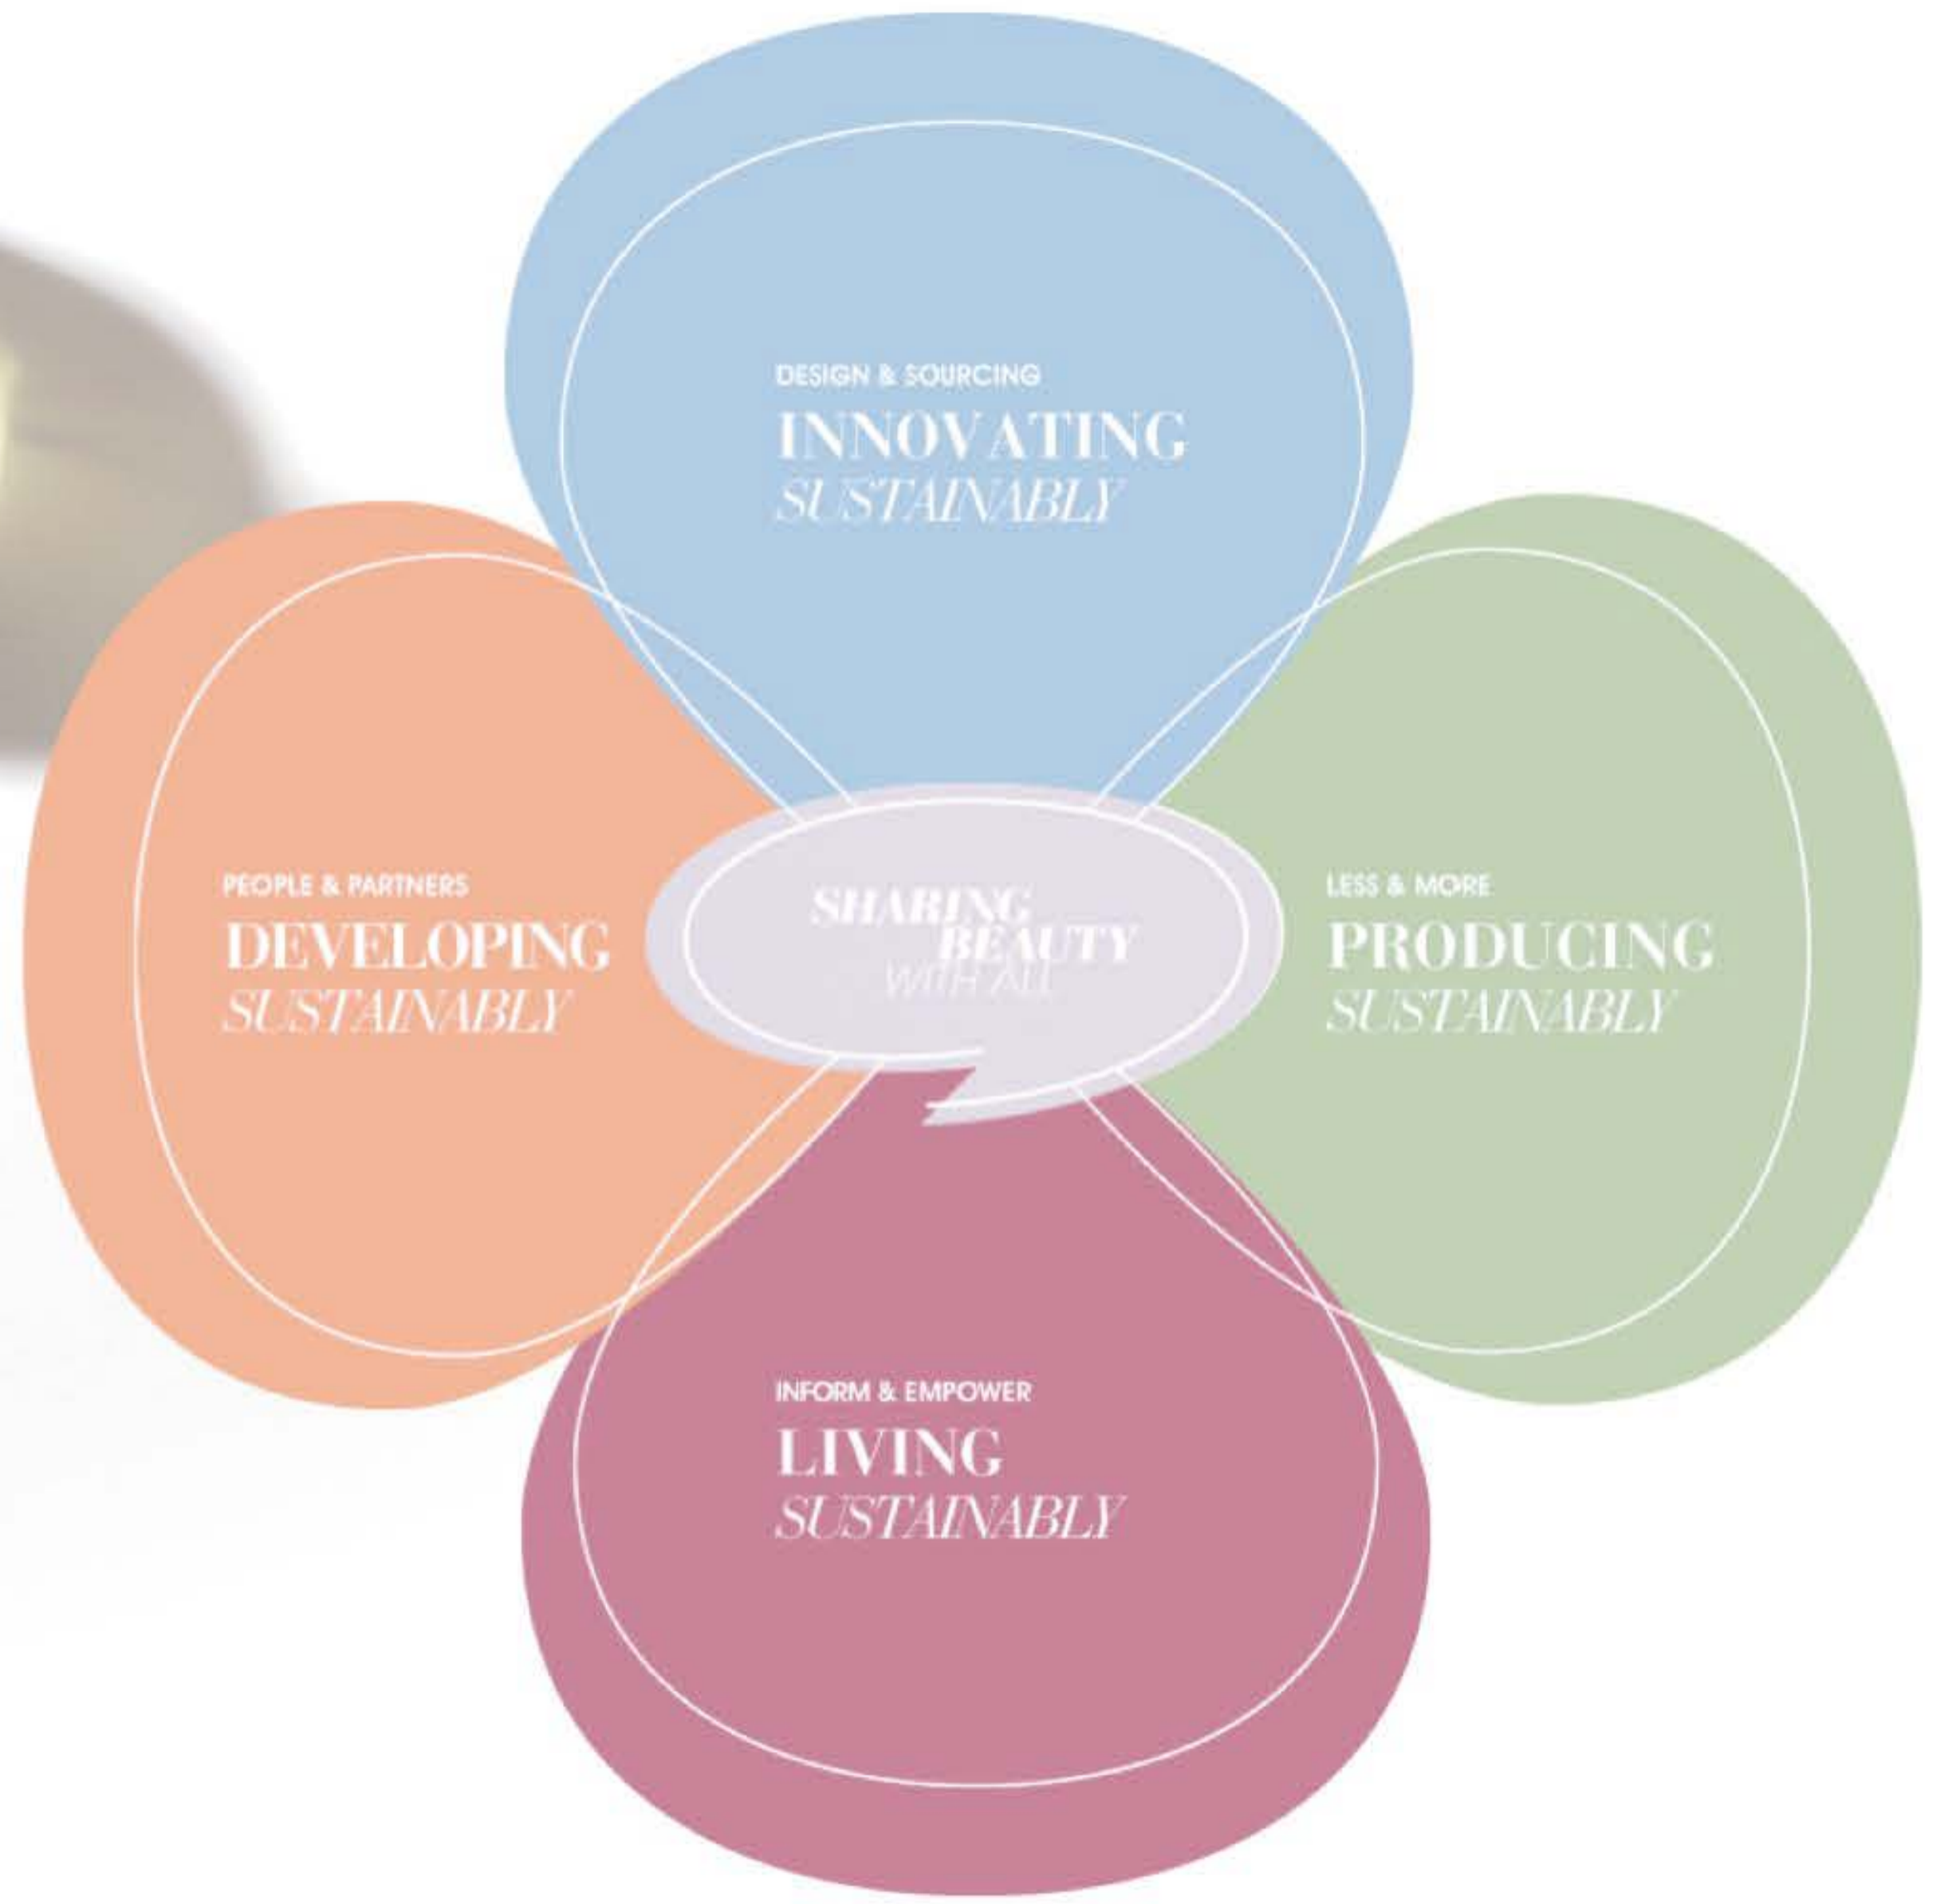 DESIGN & SOURCING
INNOVATING
SUSTAINABLY
PEOPLE & PARTNERS
DEVELOPING
SUSTAINABLY
SHARING
BEAUTY
WITH ALL
LESS & MORE
PRODUCING
SUSTAINABLY
INFORM & EMPOWER
LIVING
SUSTAINABLY